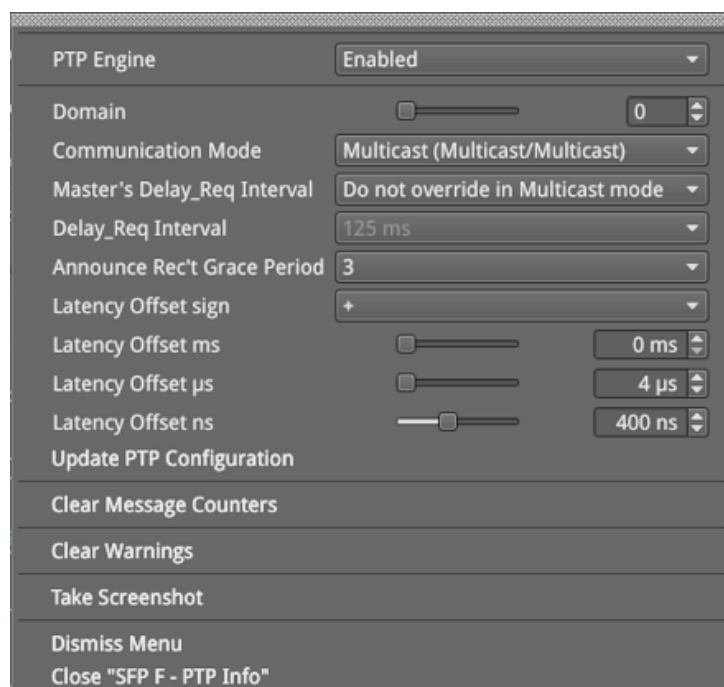 PTP Engine Enabled
Domain 0
Communication Mode Multicast (Multicast/Multicast)
Master's Delay_Req Interval Do not override in Multicast mode
Delay_Req Interval 125 ms
Announce Rec't Grace Period 3
Latency Offset sign +
Latency Offset ms 0 ms
Latency Offset µs 4 µs
Latency Offset ns 400 ns
Update PTP Configuration
Clear Message Counters
Clear Warnings
Take Screenshot
Dismiss Menu
Close "SFP F - PTP Info"